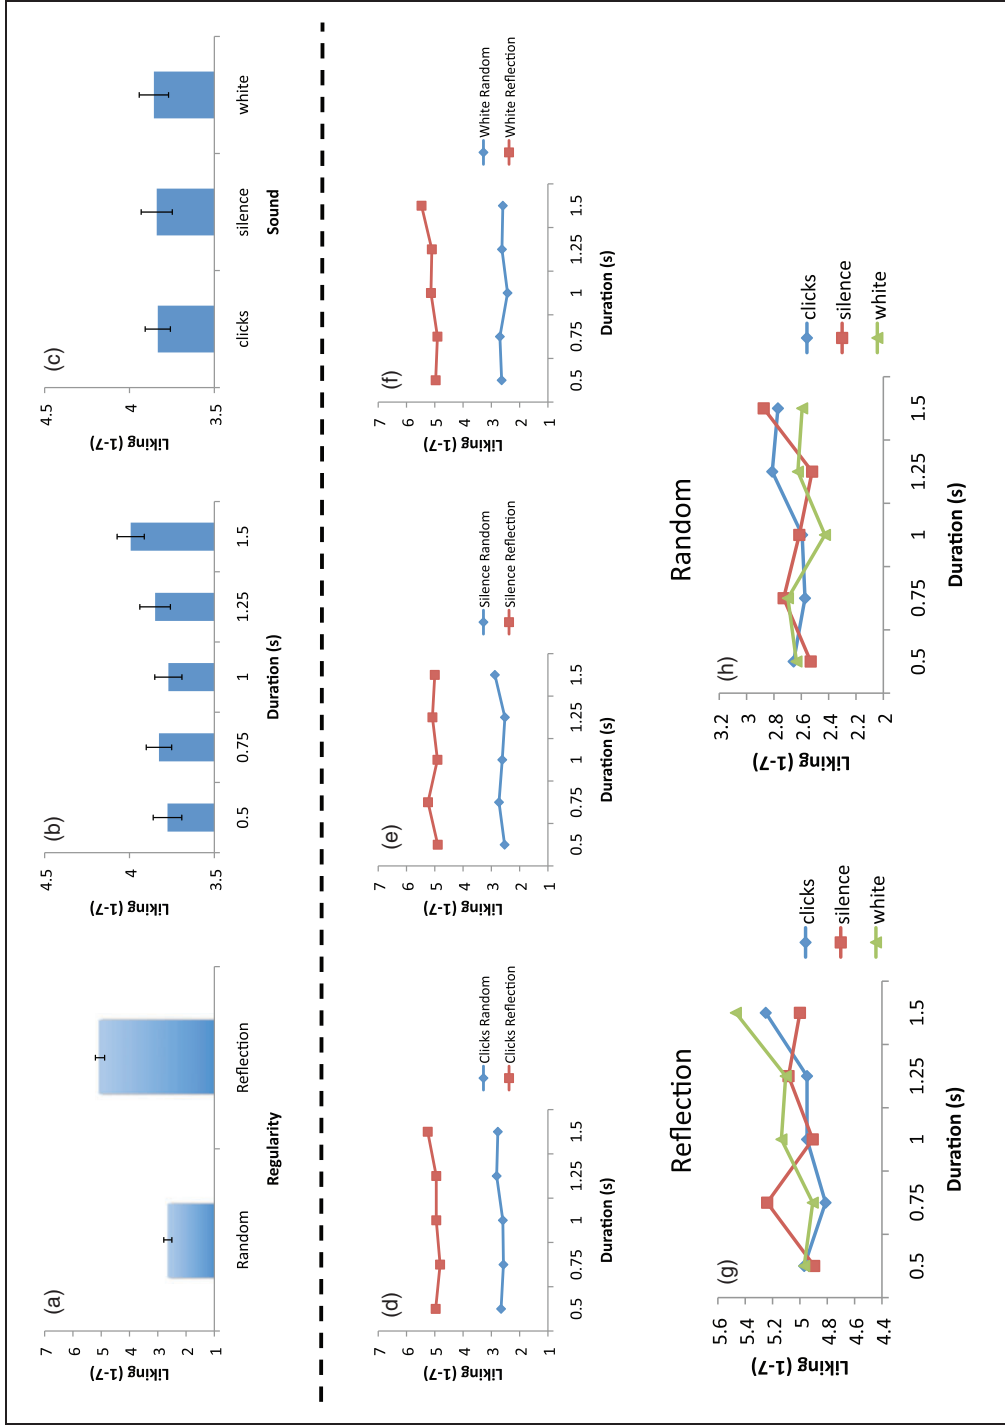 (a)
7
6
5
4
3
2
1
Liking (1-7)
Random
Reflection
Regularity
(b)
4.5
4
3.5
Liking (1-7)
0.5
0.75
1
1.25
1.5
Duration (s)
(c)
4.5
4
3.5
Liking (1-7)
clicks
silence
white
Sound
(d)
7
6
5
4
3
2
1
Liking (1-7)
0.5
0.75
1
1.25
1.5
Duration (s)
Clicks Random
Clicks Reflection
(e)
7
6
5
4
3
2
1
Liking (1-7)
0.5
0.75
1
1.25
1.5
Duration (s)
Silence Random
Silence Reflection
(f)
7
6
5
4
3
2
1
Liking (1-7)
0.5
0.75
1
1.25
1.5
Duration (s)
White Random
White Reflection
(g)
Reflection
5.6
5.4
5.2
5
4.8
4.6
4.4
Liking (1-7)
0.5
0.75
1
1.25
1.5
Duration (s)
clicks
silence
white
(h)
Random
3.2
3
2.8
2.6
2.4
2.2
2
Liking (1-7)
0.5
0.75
1
1.25
1.5
Duration (s)
clicks
silence
white